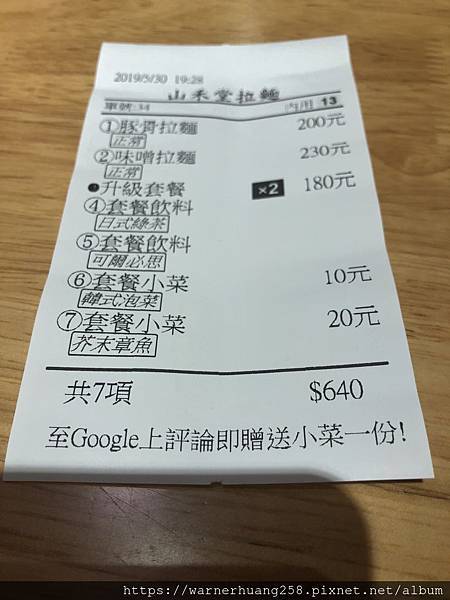 2019/5/30 19:28
山禾堂拉麵
單號:34 內用 13
①豚骨拉麵 200元
正常
②味噌拉麵 230元
正常
❸升級套餐 ×2 180元
④套餐飲料
日式綠茶
⑤套餐飲料
可爾必思
⑥套餐小菜 10元
韓式泡菜
⑦套餐小菜 20元
芥末章魚
共7項 $640
至Google上評論即贈送小菜一份!
https://warnerhuang258.pixnet.net/album